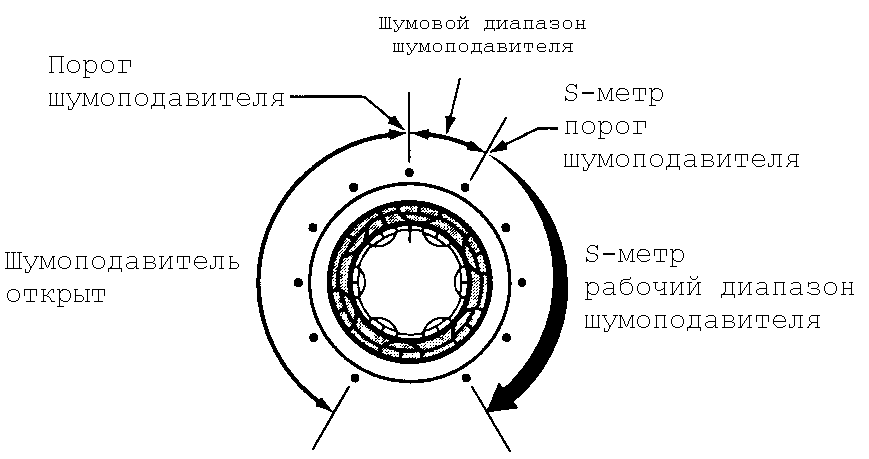 Шумовой диапазон
шумоподавителя
Порог
шумоподавителя
S-метр
порог
шумоподавителя
Шумоподавитель
открыт
S-метр
рабочий диапазон
шумоподавителя